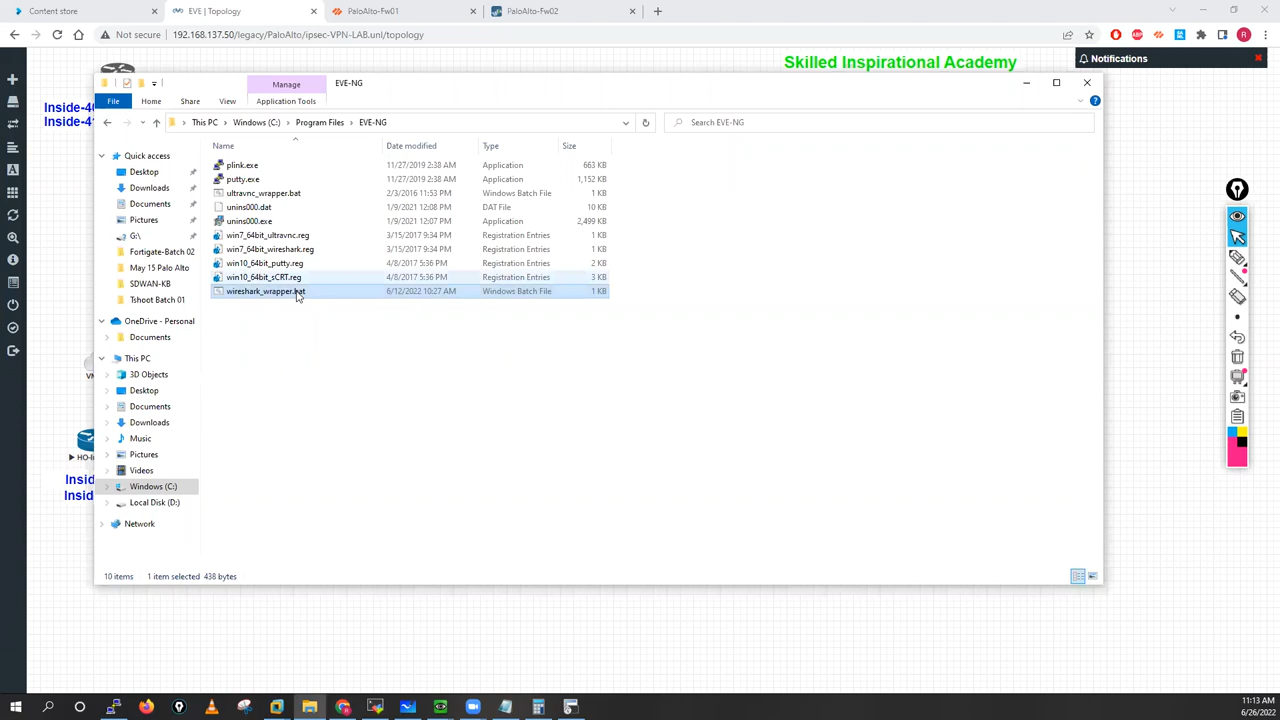 Content store
EVE | Topology
PaloAlto-Fw01
PaloAlto-Fw02
Not secure
192.168.137.50/legacy/PaloAlto/ipsec-VPN-LAB.unl/topology
Skilled Inspirational Academy
Notifications
Manage
EVE-NG
File
Home
Share
View
Application Tools
This PC
Windows (C:)
Program Files
EVE-NG
Search EVE-NG
Name
Date modified
Type
Size
plink.exe 11/27/2019 2:38 AM Application 663 KB
putty.exe 11/27/2019 2:38 AM Application 1,152 KB
ultravnc_wrapper.bat 2/3/2016 11:53 PM Windows Batch File 1 KB
unins000.dat 1/9/2021 12:08 PM DAT File 10 KB
unins000.exe 1/9/2021 12:07 PM Application 2,499 KB
win7_64bit_ultravnc.reg 3/15/2017 9:34 PM Registration Entries 1 KB
win7_64bit_wireshark.reg 3/15/2017 9:34 PM Registration Entries 1 KB
win10_64bit_putty.reg 4/8/2017 5:36 PM Registration Entries 2 KB
win10_64bit_sCRT.reg 4/8/2017 5:36 PM Registration Entries 3 KB
wireshark_wrapper.bat 6/12/2022 10:27 AM Windows Batch File 1 KB
Quick access
Desktop
Downloads
Documents
Pictures
G:\
Fortigate-Batch 02
May 15 Palo Alto
SDWAN-KB
Tshoot Batch 01
OneDrive - Personal
Documents
This PC
3D Objects
Desktop
Documents
Downloads
Music
Pictures
Videos
Windows (C:)
Local Disk (D:)
Network
10 items
1 item selected
438 bytes
11:13 AM
6/26/2022